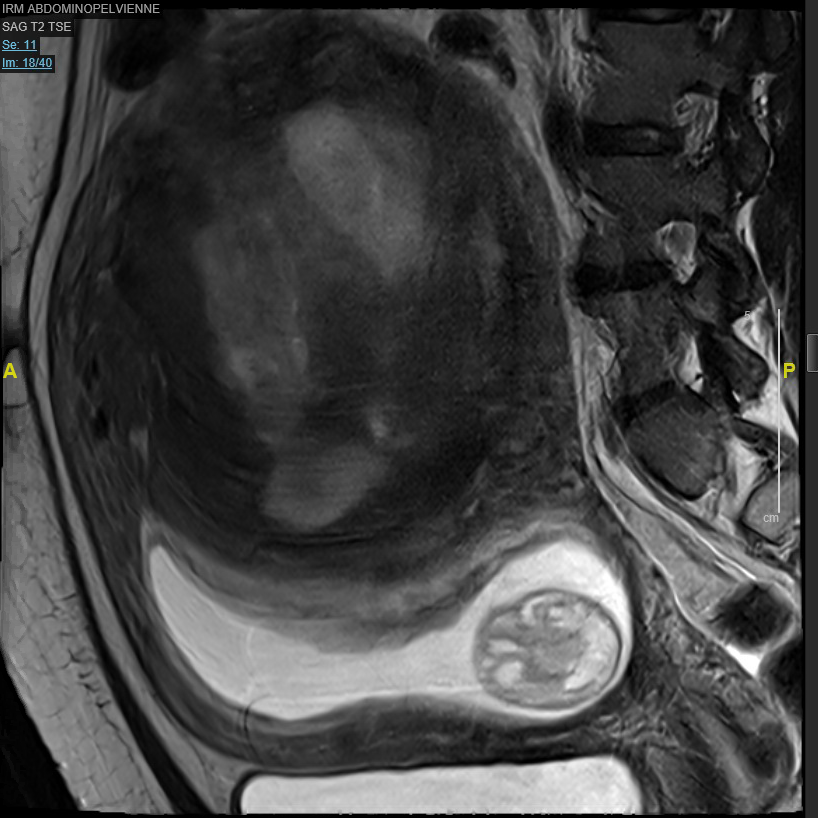 IRM ABDOMINOPELVIENNE
SAG T2 TSE
Se: 11
Im: 18/40
A
P
5
cm